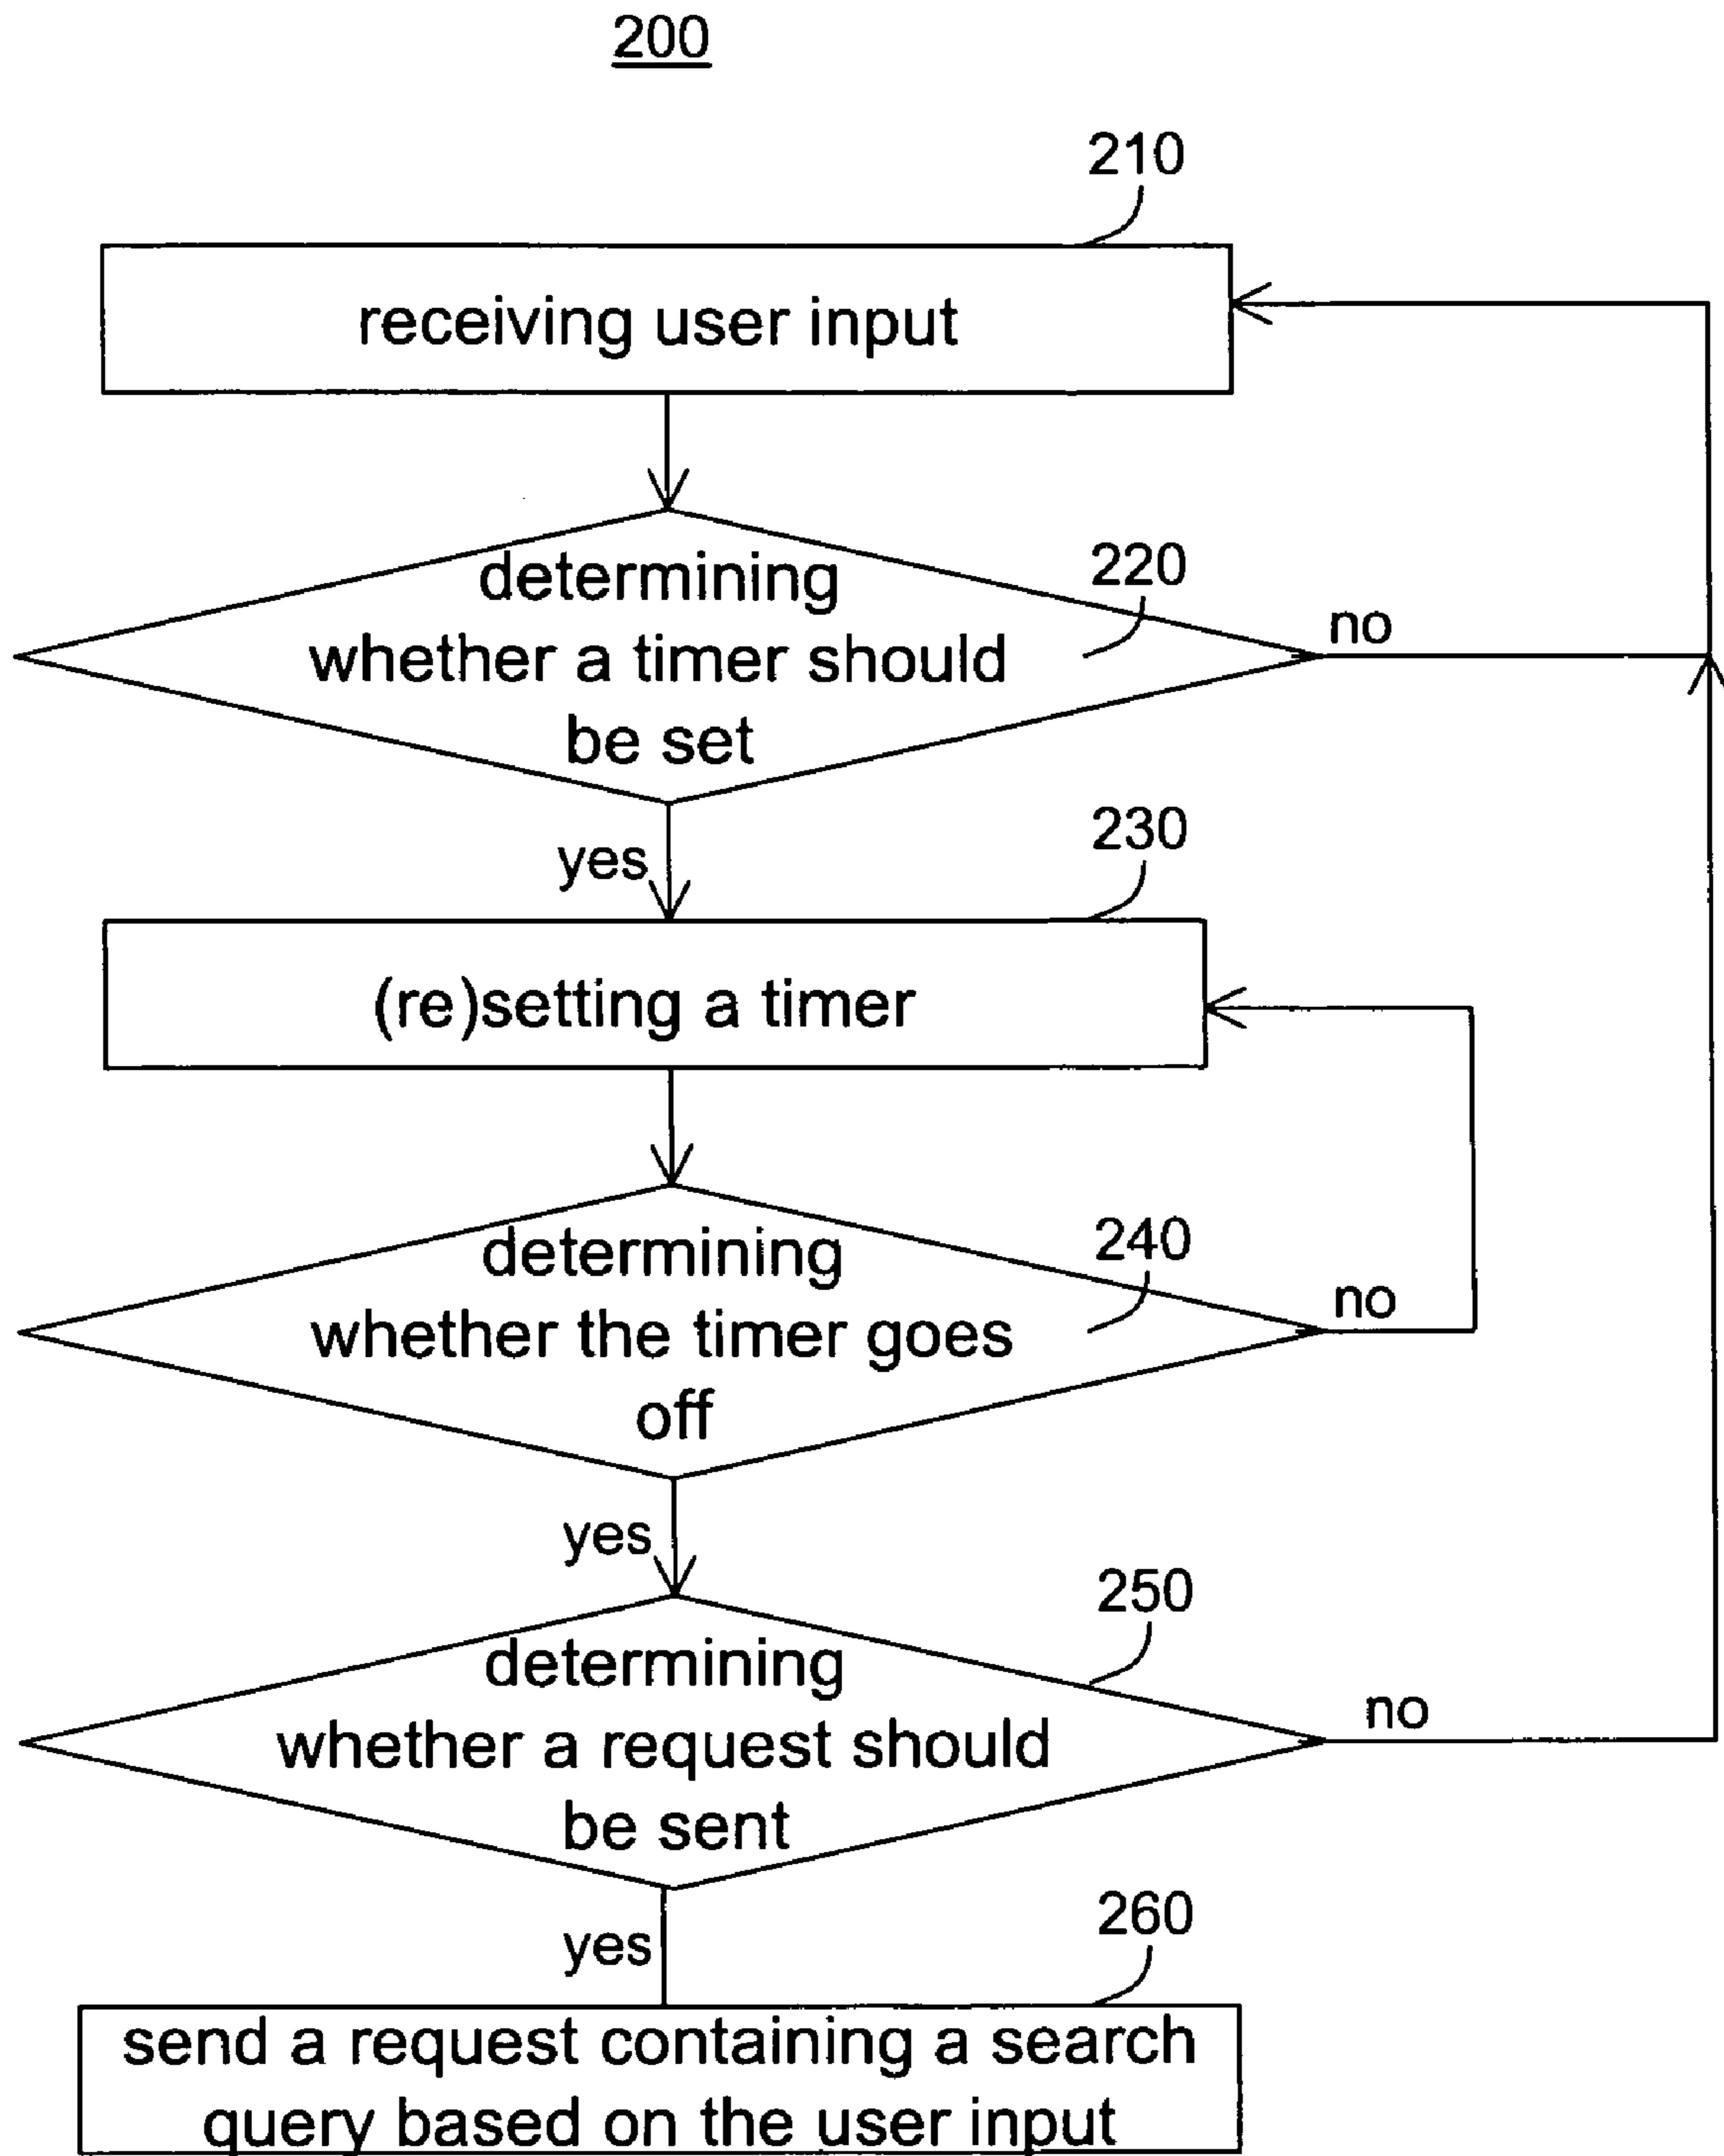 200
210
receiving user input
220
determining
whether a timer should
be set
no
yes
230
(re)setting a timer
240
determining
whether the timer goes
off
no
yes
250
determining
whether a request should
be sent
no
yes
260
send a request containing a search
query based on the user input